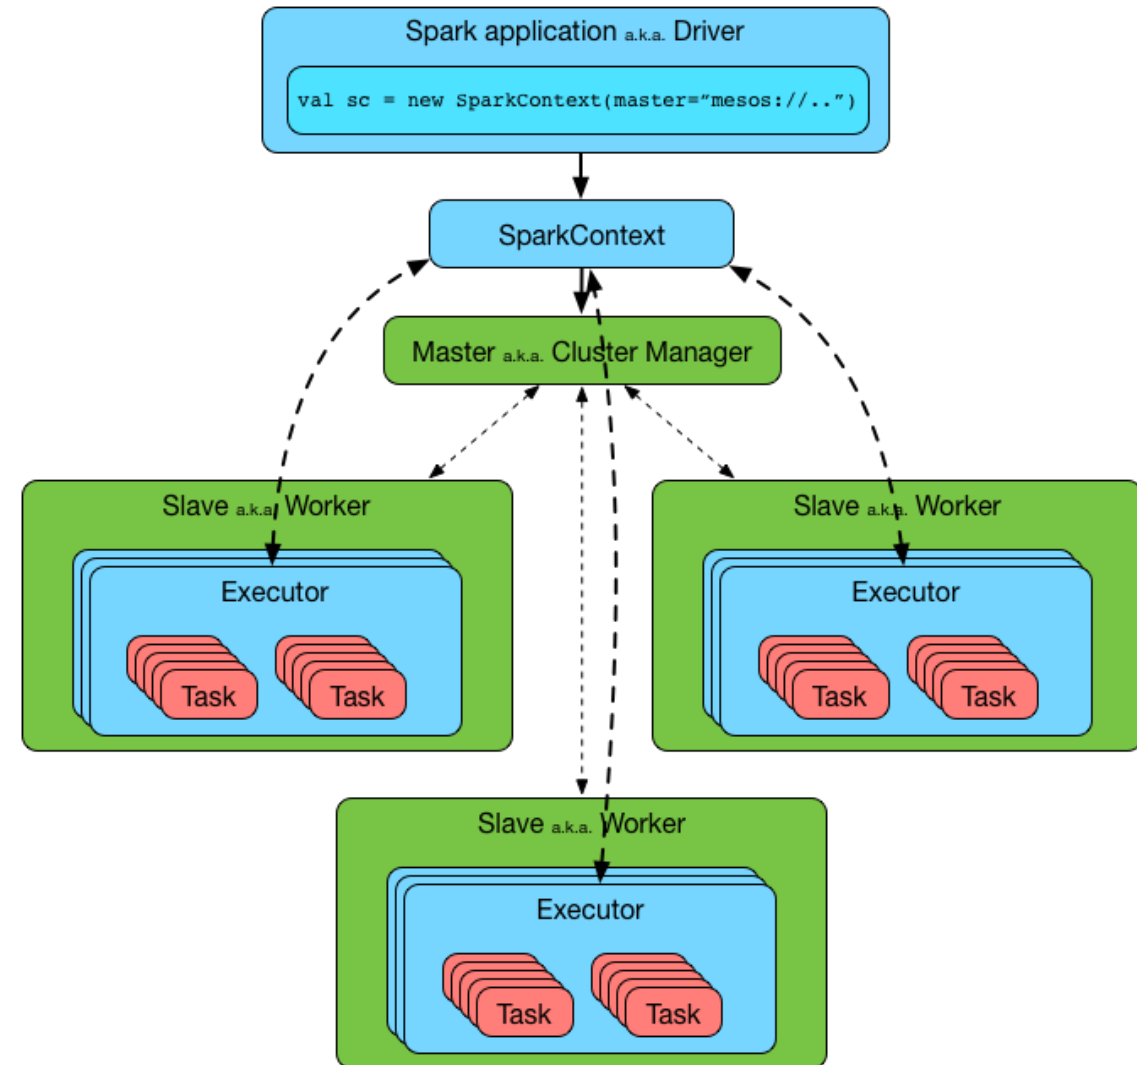 Spark application a.k.a. Driver
val sc = new SparkContext(master=“mesos://..”)
SparkContext
Master a.k.a. Cluster Manager
Slave a.k.a. Worker
Executor
Task
Task
Slave a.k.a. Worker
Executor
Task
Task
Slave a.k.a. Worker
Executor
Task
Task